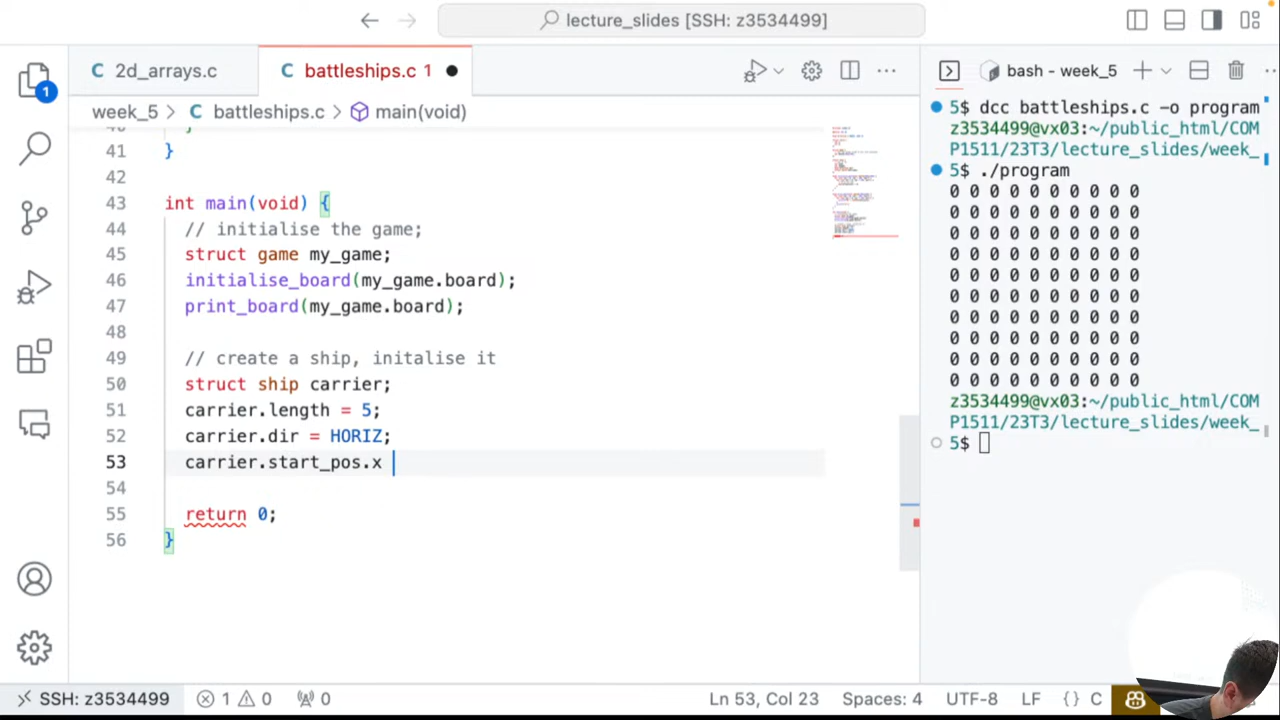 lecture_slides [SSH: z3534499]
2d_arrays.c
battleships.c 1
bash - week_5
week_5 > battleships.c > main(void)
41 }
42
43 int main(void) {
44 // initialise the game;
45 struct game my_game;
46 initialise_board(my_game.board);
47 print_board(my_game.board);
48
49 // create a ship, initalise it
50 struct ship carrier;
51 carrier.length = 5;
52 carrier.dir = HORIZ;
53 carrier.start_pos.x
54
55 return 0;
56 }
5$ dcc battleships.c -o program
z3534499@vx03:~/public_html/COM
P1511/23T3/lecture_slides/week_
5$ ./program
0 0 0 0 0 0 0 0 0 0
0 0 0 0 0 0 0 0 0 0
0 0 0 0 0 0 0 0 0 0
0 0 0 0 0 0 0 0 0 0
0 0 0 0 0 0 0 0 0 0
0 0 0 0 0 0 0 0 0 0
0 0 0 0 0 0 0 0 0 0
0 0 0 0 0 0 0 0 0 0
0 0 0 0 0 0 0 0 0 0
0 0 0 0 0 0 0 0 0 0
z3534499@vx03:~/public_html/COM
P1511/23T3/lecture_slides/week_
5$
1
SSH: z3534499 1 0 0 Ln 53, Col 23 Spaces: 4 UTF-8 LF {} C